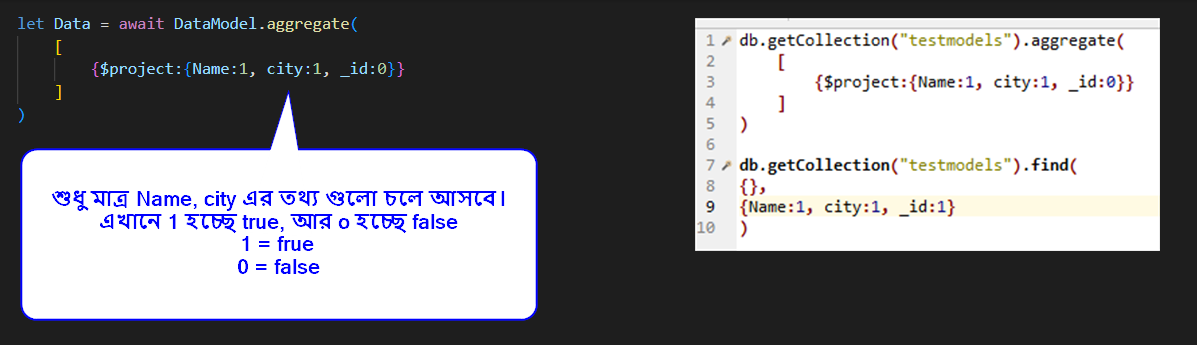 let Data = await DataModel.aggregate(
[
{$project:{Name:1, city:1, _id:0}}
]
)
শুধু মাত্র Name, city এর তথ্য গুলো চলে আসবে।
এখানে 1 হচ্ছে true, আর o হচ্ছে false
1 = frue
0 = false
1 db.getCollection("testmodels").aggregate(
2 [
3 {$project:{Name:1, city:1, _id:0}}
4 ]
5 )
6
7 db.getCollection("testmodels").find(
8 {},
9 {Name:1, city:1, _id:1}
10 )